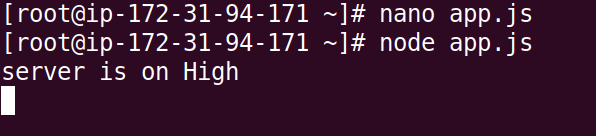 [root@ip-172-31-94-171 ~]# nano app.js
[root@ip-172-31-94-171 ~]# node app.js
server is on High